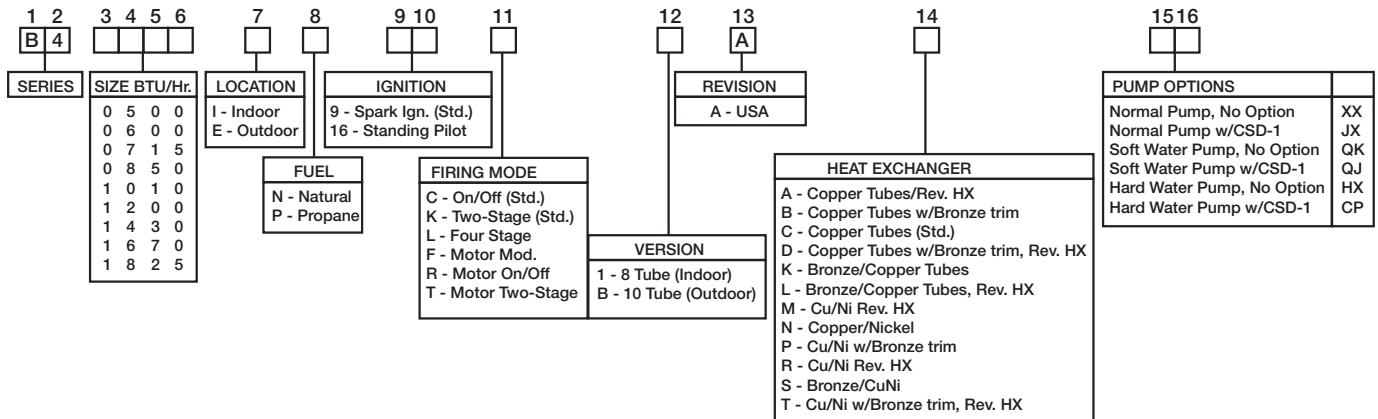 1 2 3 4 5 6 7 8 9 10 11 12 13 14 15 16
B 4 A
SERIES
SIZE BTU/Hr.
0 5 0 0
0 6 0 0
0 7 1 5
0 8 5 0
1 0 1 0
1 2 0 0
1 4 3 0
1 6 7 0
1 8 2 5
LOCATION
I - Indoor
E - Outdoor
FUEL
N - Natural
P - Propane
IGNITION
9 - Spark Ign. (Std.)
16 - Standing Pilot
FIRING MODE
C - On/Off (Std.)
K - Two-Stage (Std.)
L - Four Stage
F - Motor Mod.
R - Motor On/Off
T - Motor Two-Stage
VERSION
1 - 8 Tube (Indoor)
B - 10 Tube (Outdoor)
REVISION
A - USA
HEAT EXCHANGER
A - Copper Tubes/Rev. HX
B - Copper Tubes w/Bronze trim
C - Copper Tubes (Std.)
D - Copper Tubes w/Bronze trim, Rev. HX
K - Bronze/Copper Tubes
L - Bronze/Copper Tubes, Rev. HX
M - Cu/Ni Rev. HX
N - Copper/Nickel
P - Cu/Ni w/Bronze trim
R - Cu/Ni Rev. HX
S - Bronze/CuNi
T - Cu/Ni w/Bronze trim, Rev. HX
PUMP OPTIONS
Normal Pump, No Option XX
Normal Pump w/CSD-1 JX
Soft Water Pump, No Option QK
Soft Water Pump w/CSD-1 QJ
Hard Water Pump, No Option HX
Hard Water Pump w/CSD-1 CP